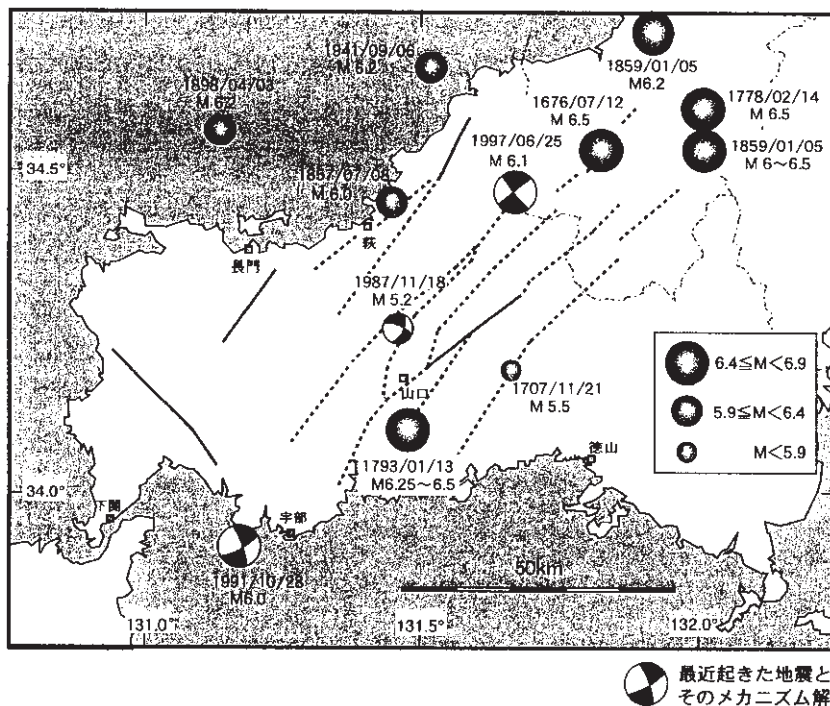 1941/09/06
M 6.2
1898/04/03
M 6.2
1859/01/05
M6.2
1676/07/12
M 6.5
1778/02/14
M 6.5
1997/06/25
M 6.1
1859/01/05
M 6～6.5
34.5°
1857/07/08
M 6.0
萩
長門
1987/11/18
M 5.2
6.4≦M＜6.9
山口
1707/11/21
M 5.5
5.9≦M＜6.4
M＜5.9
徳山
1793/01/13
M6.25～6.5
34.0°
下関
宇部
1991/10/28
M6.0
50km
131.0°
131.5°
132.0°
最近起きた地震と
そのメカニズム解